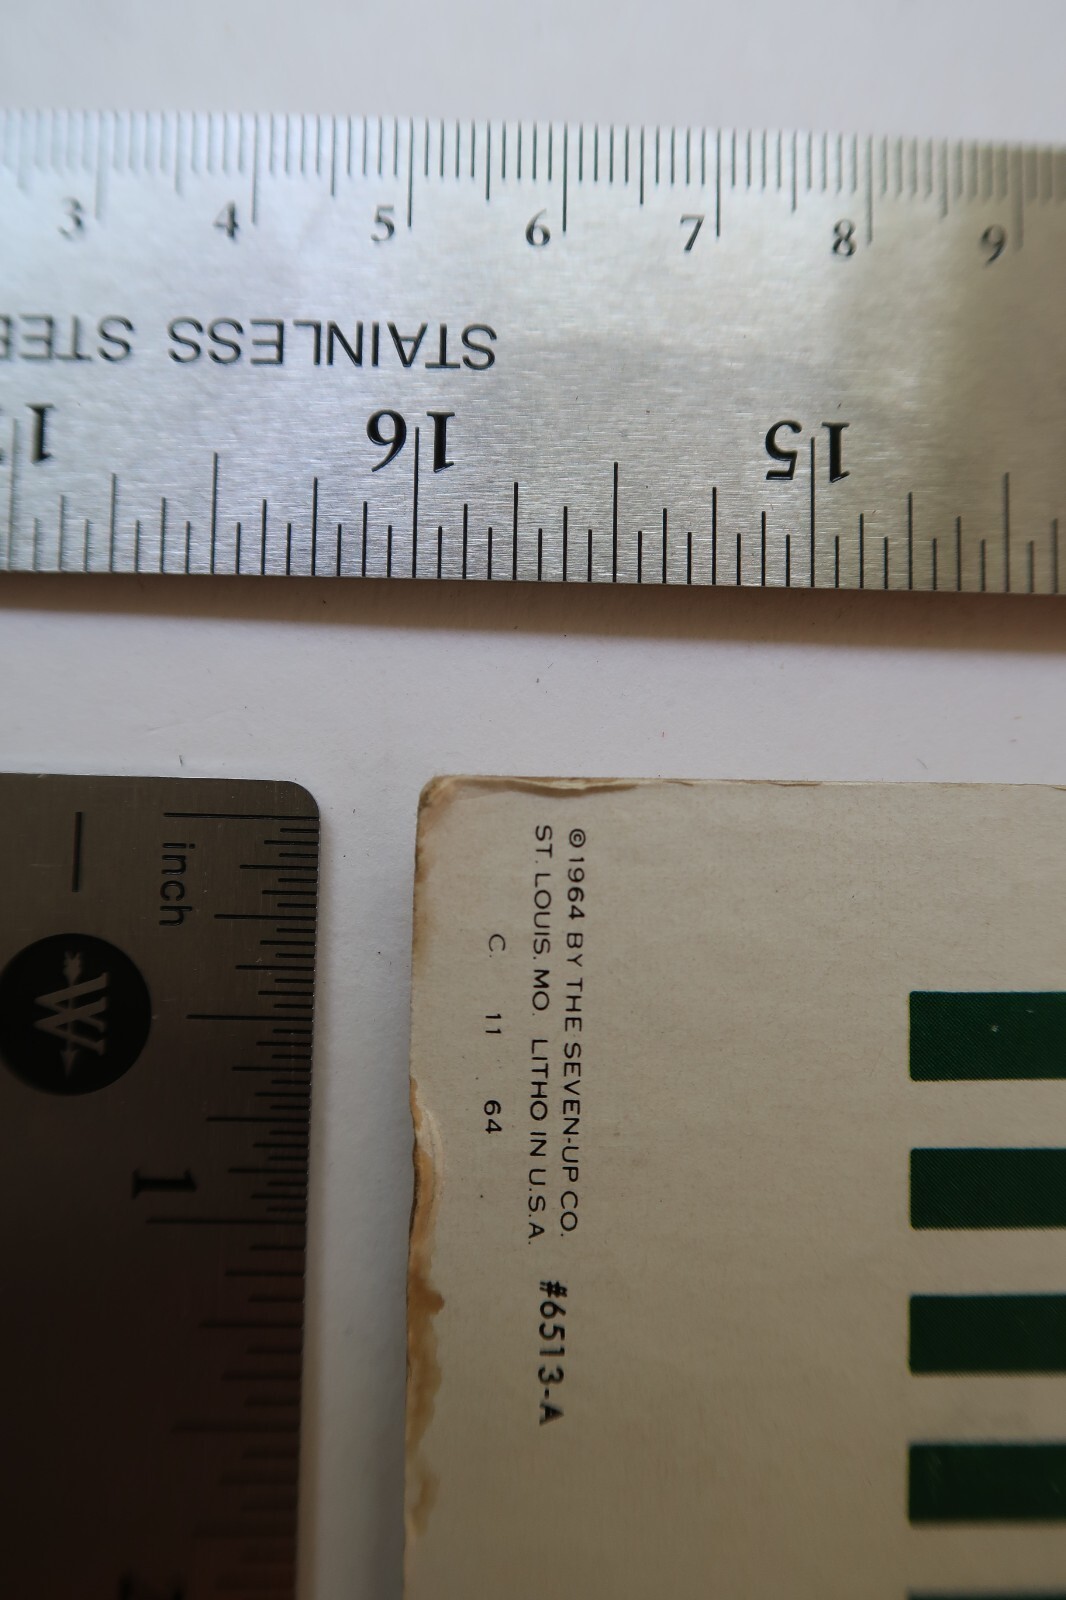 3 4 5 6 7 8 9
STAINLESS STEE
16 15
inch
1
©1964 BY THE SEVEN-UP CO.
ST. LOUIS, MO. LITHO IN U.S.A. #6513-A
C. 11 64